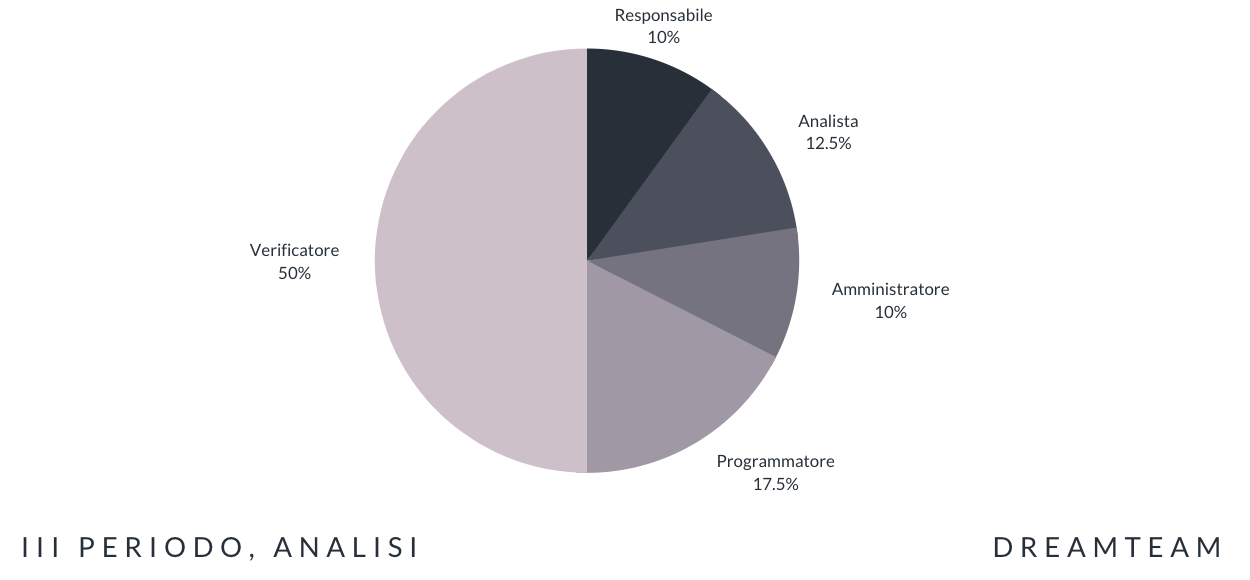 Responsabile
10%
Analista
12.5%
Verificatore
50%
Amministratore
10%
Programmatore
17.5%
III PERIODO, ANALISI
DREAMTEAM